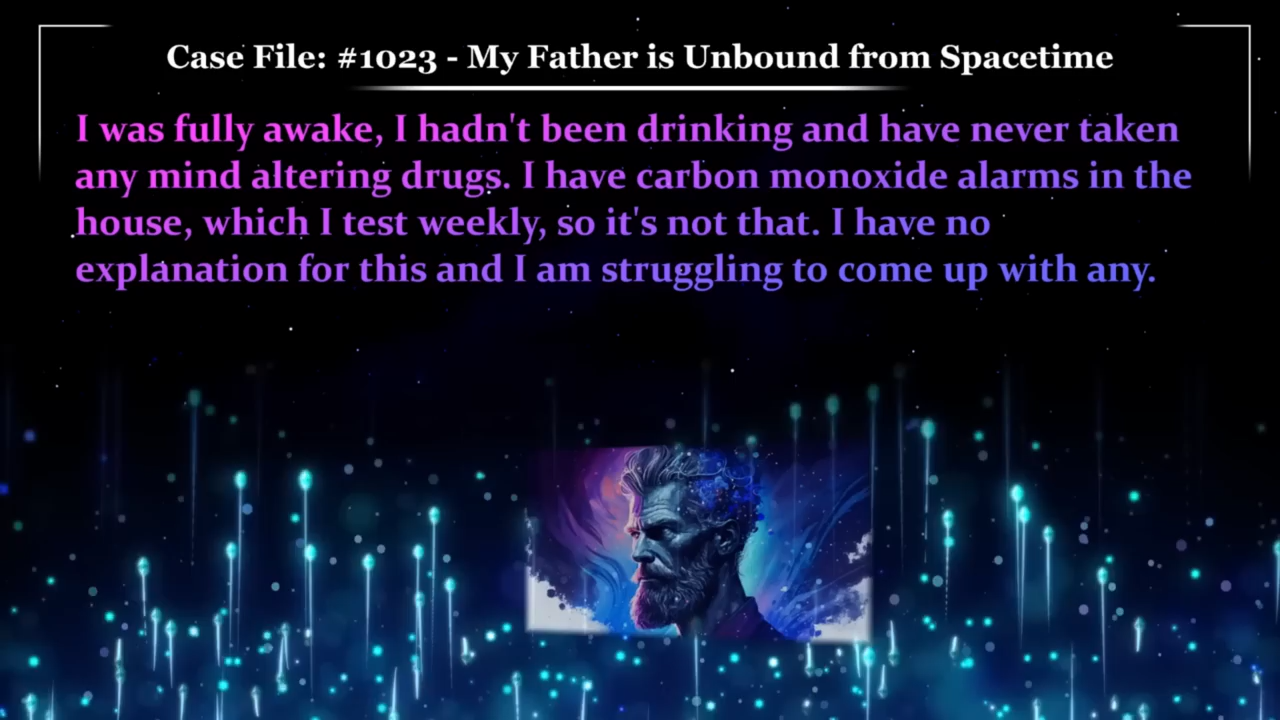 Case File: #1023 - My Father is Unbound from Spacetime
I was fully awake, I hadn't been drinking and have never taken
any mind altering drugs. I have carbon monoxide alarms in the
house, which I test weekly, so it's not that. I have no
explanation for this and I am struggling to come up with any.